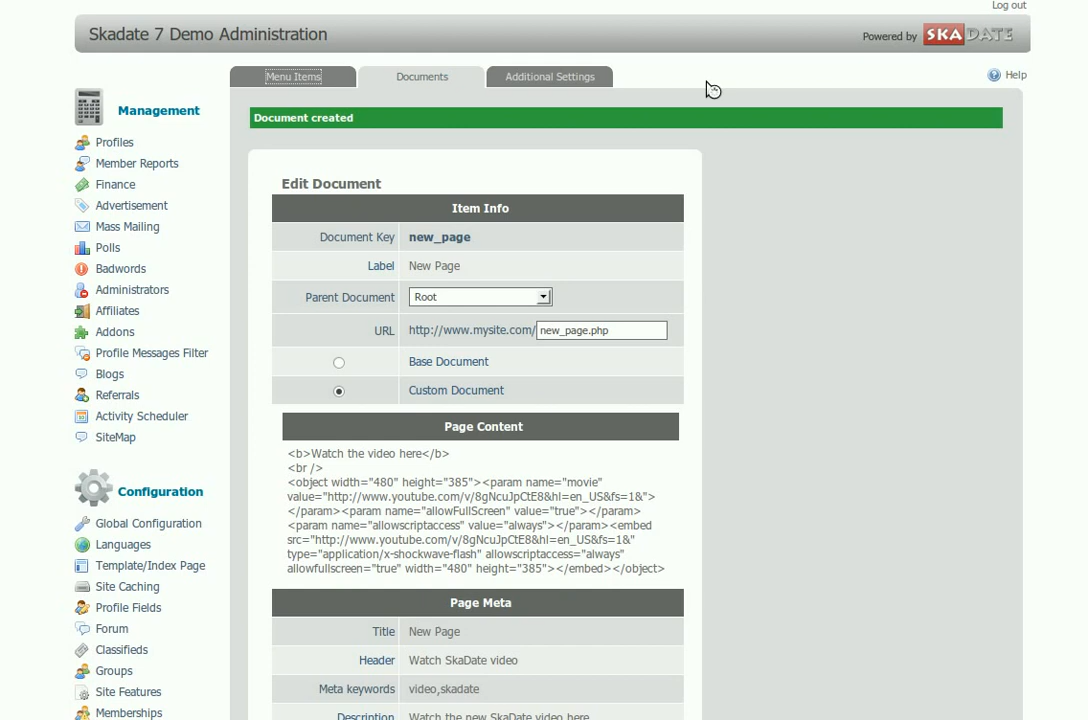 Log out
Skadate 7 Demo Administration
Powered by SKADATE
Menu Items
Documents
Additional Settings
Help
Management
Profiles
Member Reports
Finance
Advertisement
Mass Mailing
Polls
Badwords
Administrators
Affiliates
Addons
Profile Messages Filter
Blogs
Referrals
Activity Scheduler
SiteMap
Configuration
Global Configuration
Languages
Template/Index Page
Site Caching
Profile Fields
Forum
Classifieds
Groups
Site Features
Memberships
Document created
Edit Document
Item Info
Document Key new_page
Label New Page
Parent Document Root
URL http://www.mysite.com/ new_page.php
Base Document
Custom Document
Page Content
<b>Watch the video here</b>
<br />
<object width="480" height="385"><param name="movie"
value="http://www.youtube.com/v/8gNcuJpCtE8&hl=en_US&fs=1&">
</param><param name="allowFullScreen" value="true"></param>
<param name="allowscriptaccess" value="always"></param><embed
src="http://www.youtube.com/v/8gNcuJpCtE8&hl=en_US&fs=1&"
type="application/x-shockwave-flash" allowscriptaccess="always"
allowfullscreen="true" width="480" height="385"></embed></object>
Page Meta
Title New Page
Header Watch SkaDate video
Meta keywords video,skadate
Description Watch the new SkaDate video here